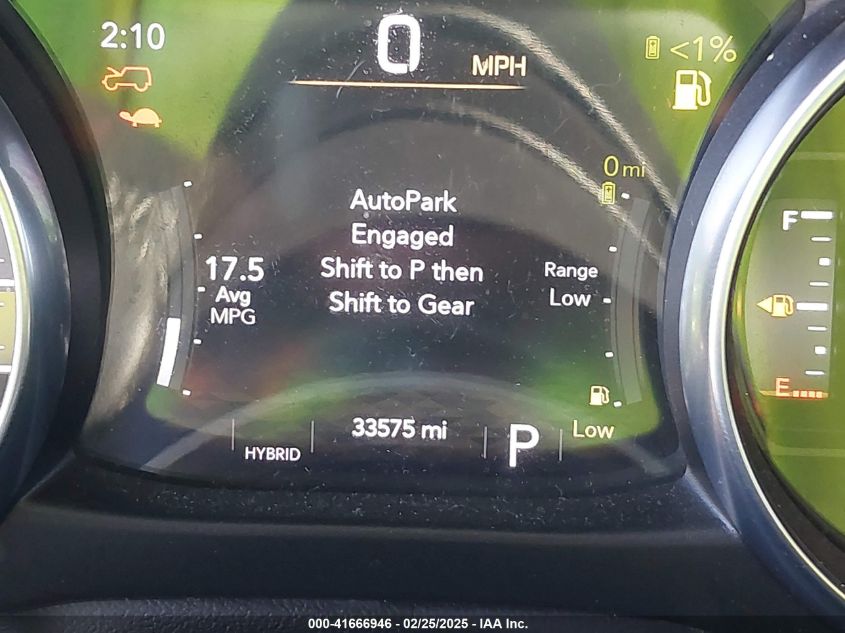 2:10
0
MPH
<1%
0 mi
AutoPark
Engaged
Shift to P then
Shift to Gear
17.5
Avg
MPG
Range
Low
F
E
33575 mi
HYBRID
P
Low
000-41666946 - 02/25/2025 - IAA Inc.